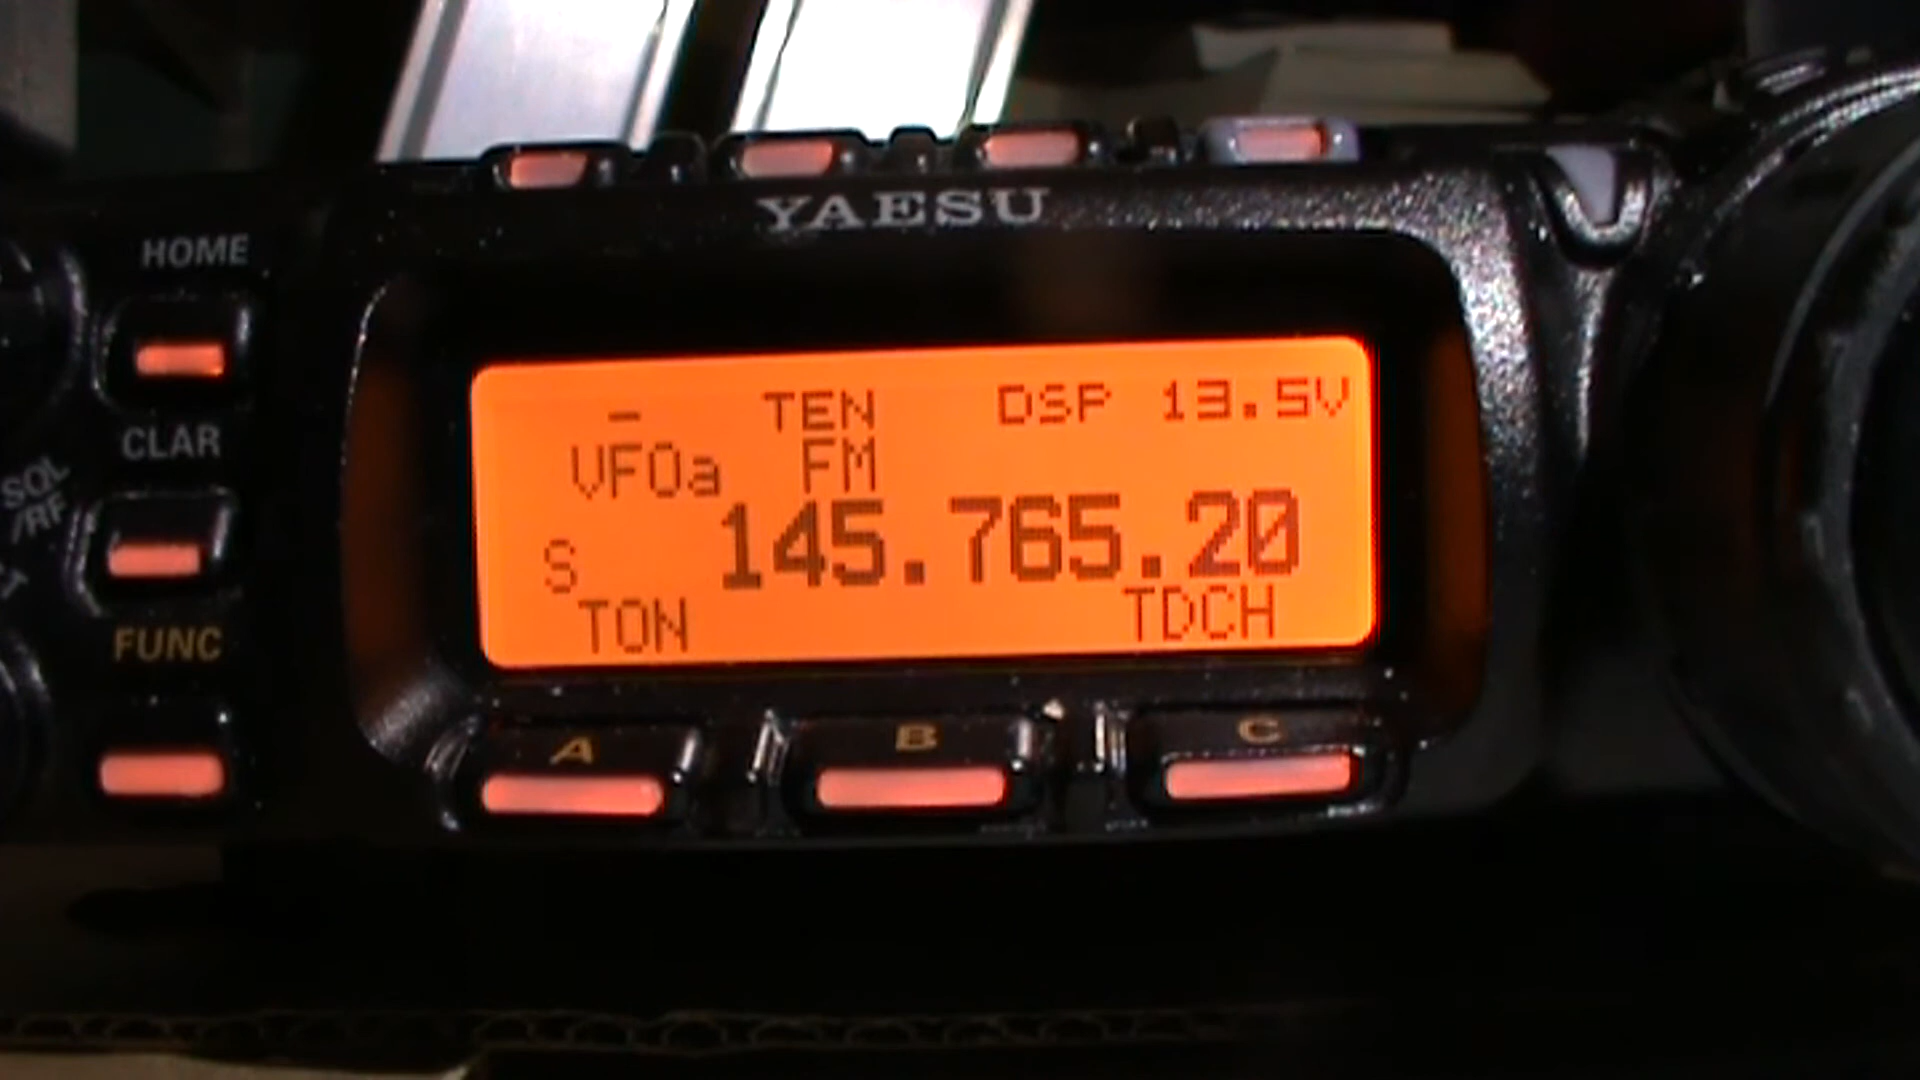 YAESU
HOME
CLAR
SQL
/RF
FUNC
– TEN DSP 13.5V
VFOa FM
145.765.20
S
TON TDCH
A B C